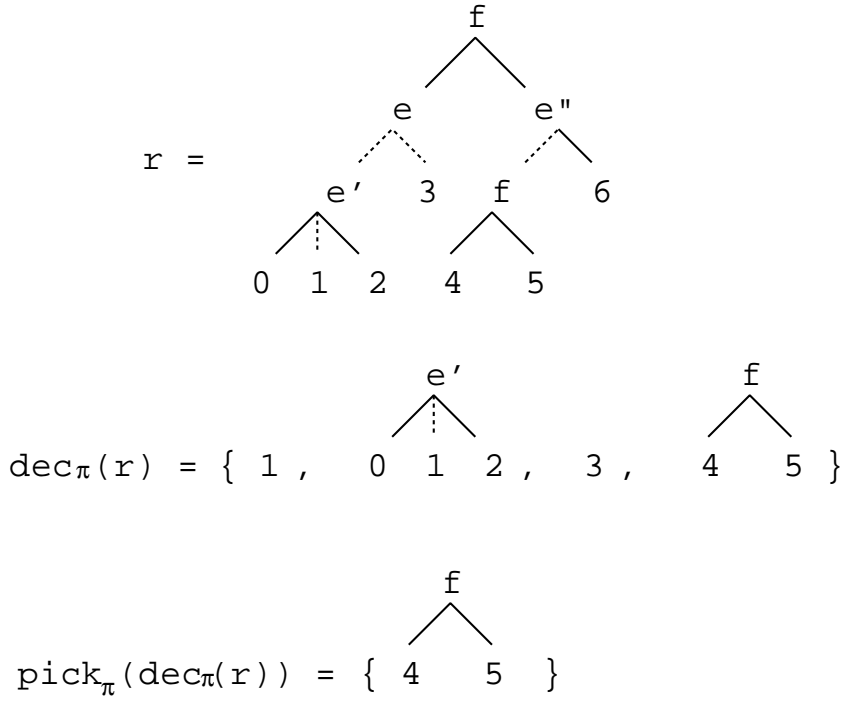 f
e e"
r =
e′ 3 f 6
0 1 2 4 5
e′ f
decπ(r) = { 1 , 0 1 2 , 3 , 4 5 }
f
pickπ(decπ(r)) = { 4 5 }